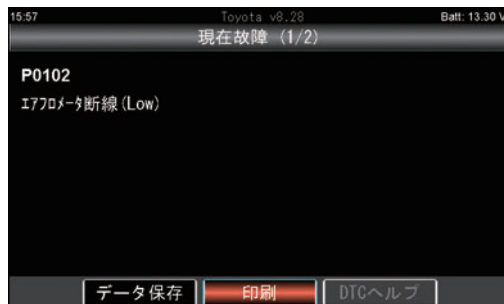 15:57 Toyota v8.28 Batt: 13.30 V
現在故障 (1/2)
P0102
ｴｱﾌﾛﾒｰﾀ断線(Low)
データ保存 印刷 DTCヘルプ